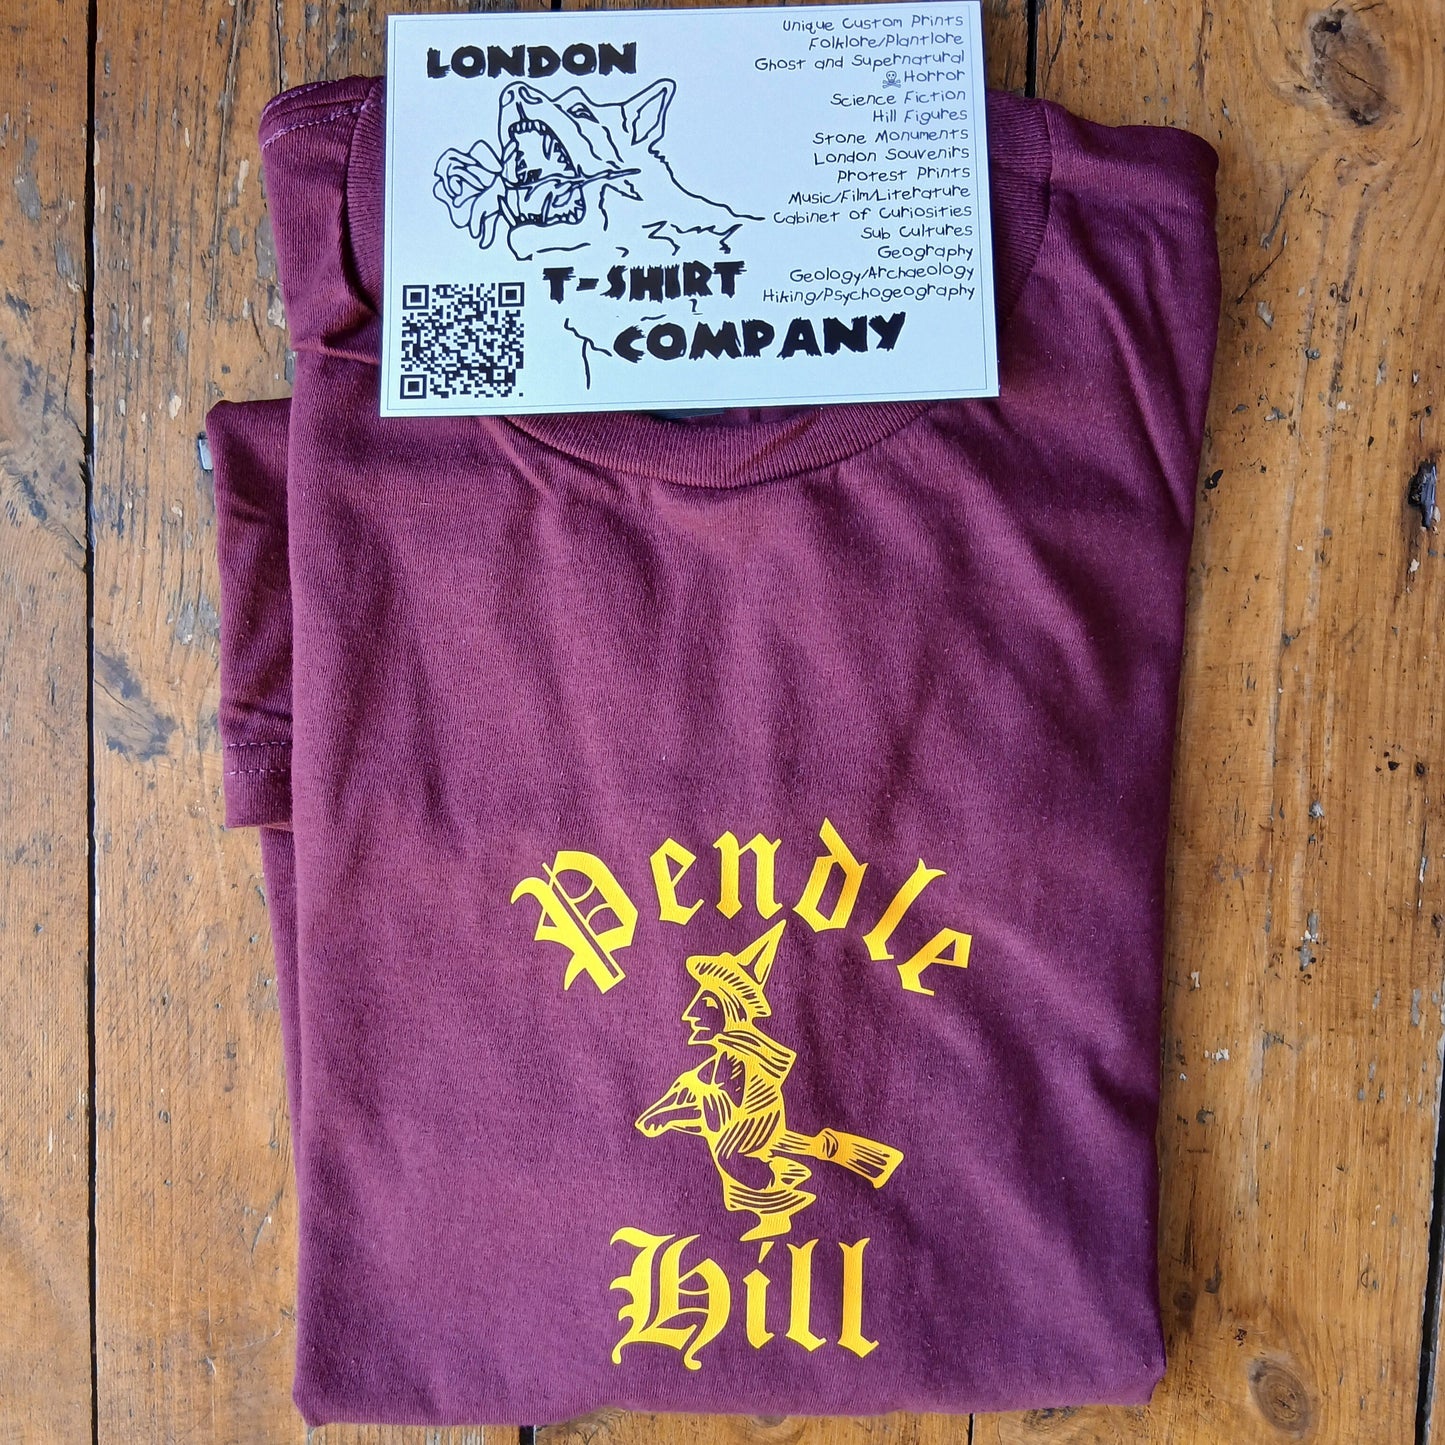 LONDON
T-SHIRT
COMPANY
Unique Custom Prints
Folklore/Plantlore
Ghost and Supernatural
Horror
Science Fiction
Hill Figures
Stone Monuments
London Souvenirs
Protest Prints
Music/Film/Literature
Cabinet of Curiosities
Sub Cultures
Geography
Geology/Archaeology
Hiking/Psychogeography
Pendle
Hill